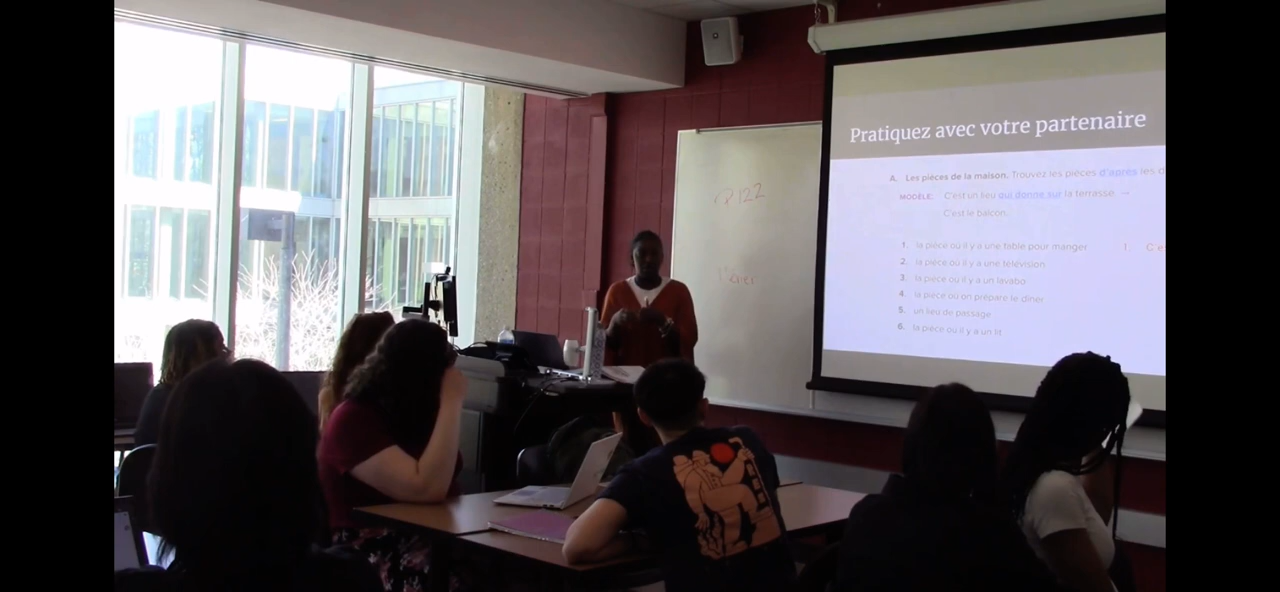 Pratiquez avec votre partenaire
A. Les pièces de la maison. Trouvez les pièces d'après les d
MODÈLE: C'est un lieu qui donne sur la terrasse. →
C'est le balcon.
1. la pièce où il y a une table pour manger
2. la pièce où il y a une télévision
3. la pièce où il y a un lavabo
4. la pièce où on prépare le dîner
5. un lieu de passage
6. la pièce où il y a un lit
1. C'e
122